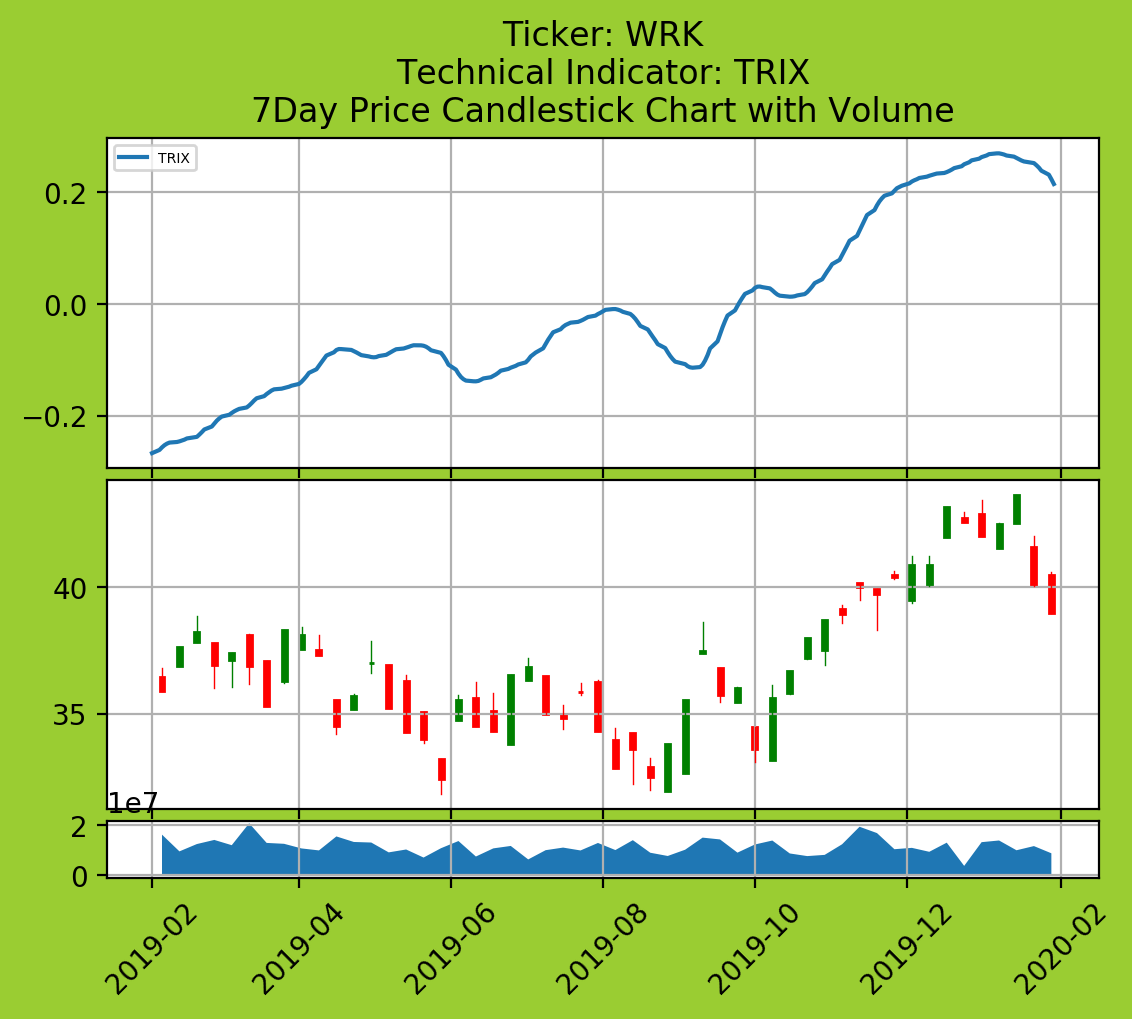 Ticker: WRK
Technical Indicator: TRIX
7Day Price Candlestick Chart with Volume
TRIX
0.2
0.0
−0.2
40
35
1e7
2
0
2019-02
2019-04
2019-06
2019-08
2019-10
2019-12
2020-02